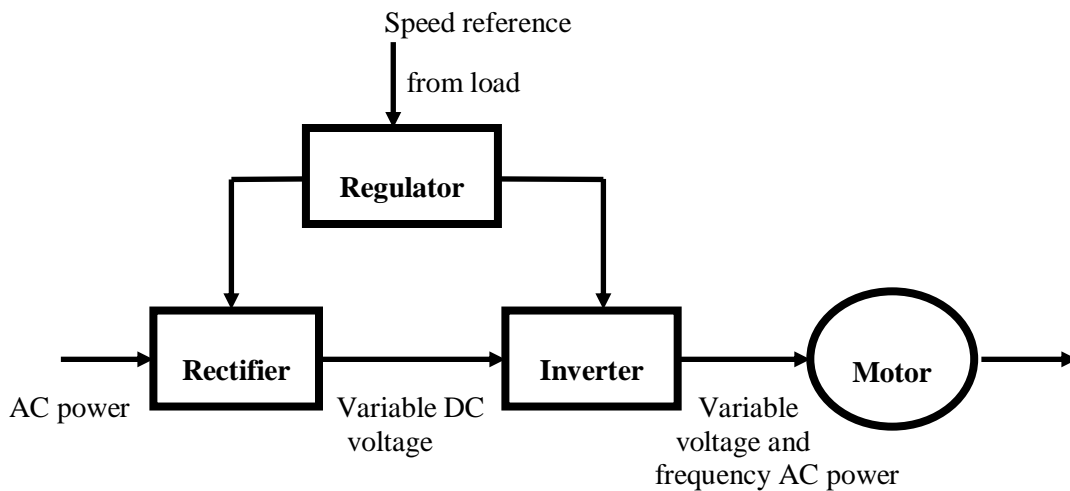 Speed reference
from load
Regulator
Rectifier
Inverter
Motor
AC power
Variable DC
voltage
Variable
voltage and
frequency AC power